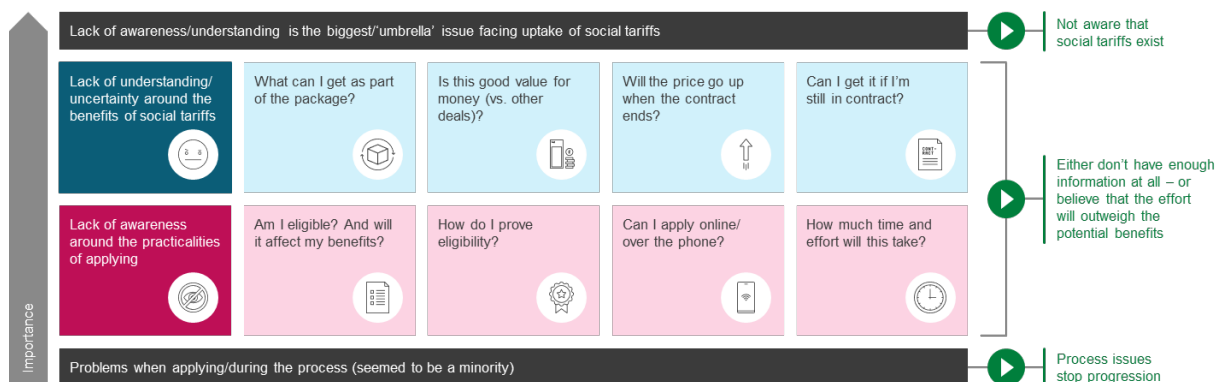 Lack of awareness/understanding is the biggest/‘umbrella’ issue facing uptake of social tariffs
Not aware that
social tariffs exist
Lack of understanding/
uncertainty around the
benefits of social tariffs
What can I get as part
of the package?
Is this good value for
money (vs. other
deals)?
Will the price go up
when the contract
ends?
Can I get it if I’m
still in contract?
CONT-
RACT
Either don’t have enough
information at all – or
believe that the effort
will outweigh the
potential benefits
Lack of awareness
around the practicalities
of applying
Am I eligible? And will
it affect my benefits?
How do I prove
eligibility?
Can I apply online/
over the phone?
How much time and
effort will this take?
Importance
Problems when applying/during the process (seemed to be a minority)
Process issues
stop progression